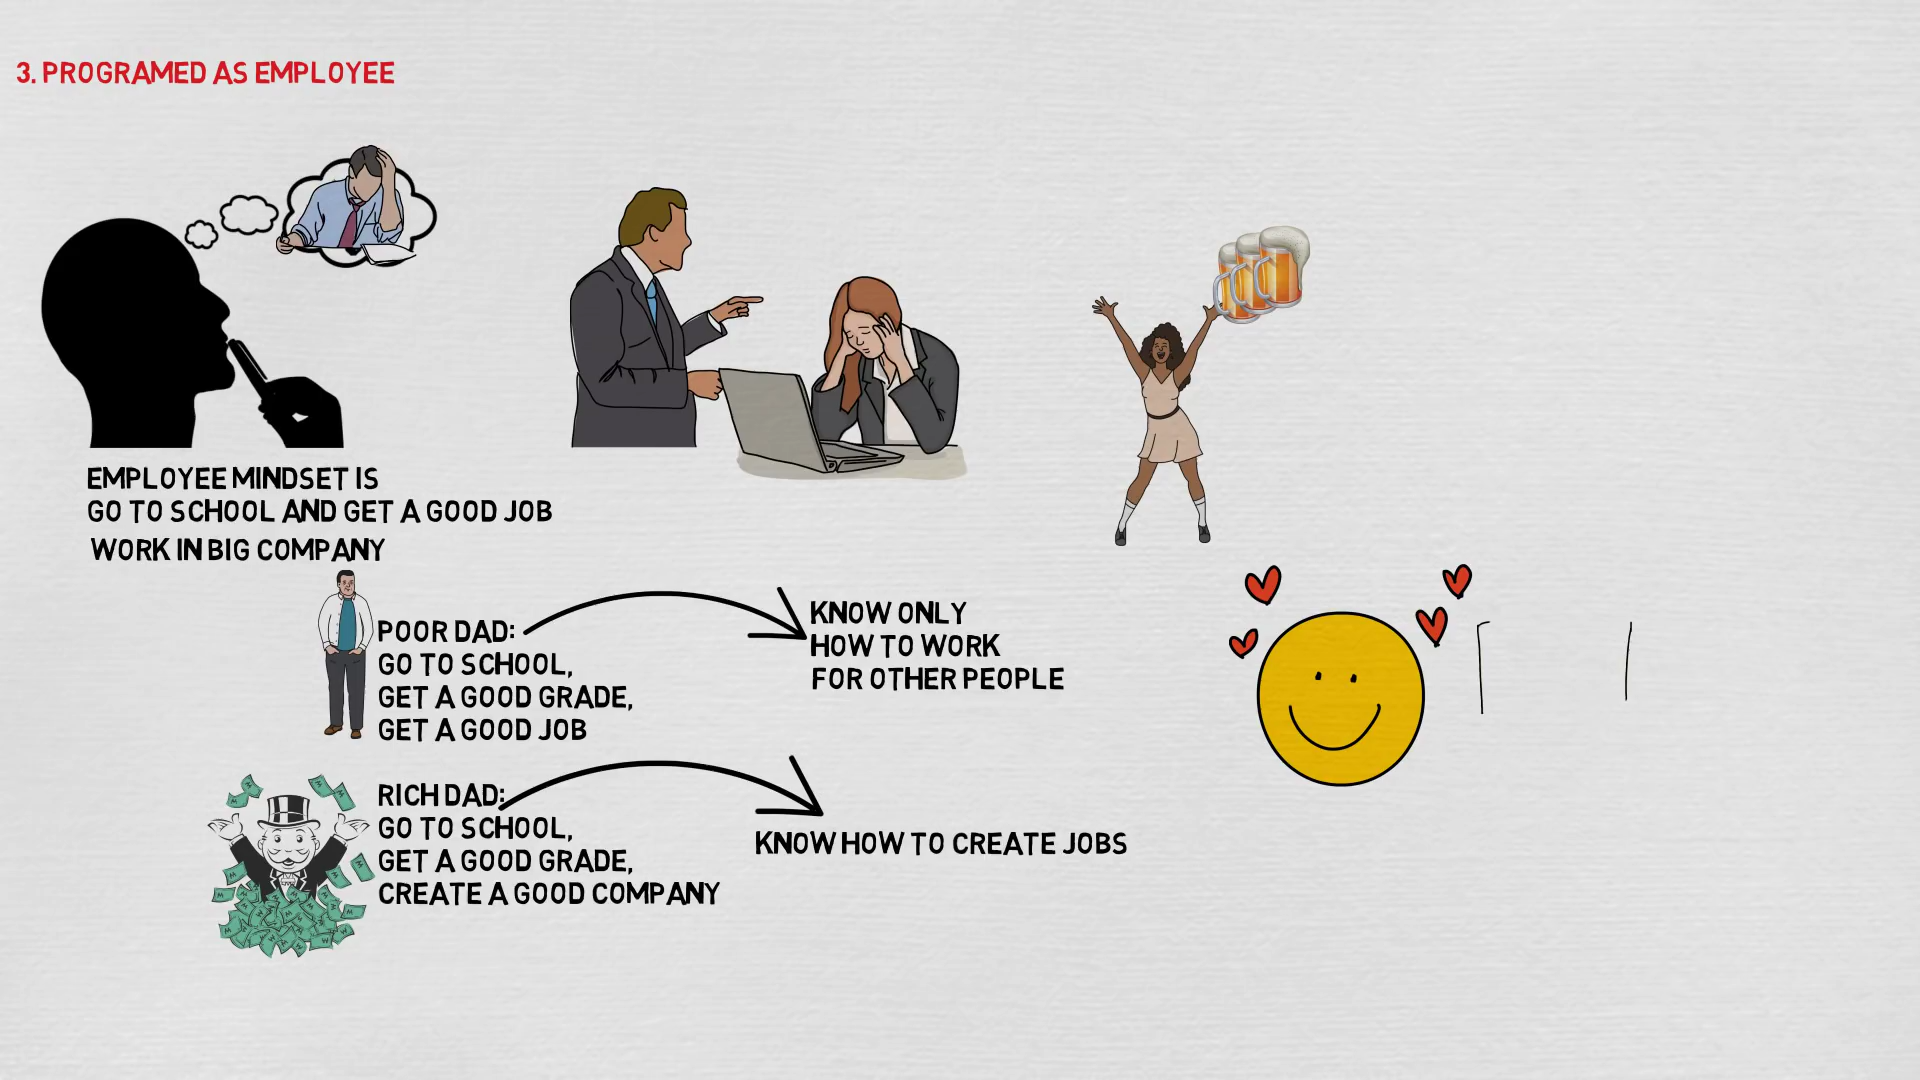 3. PROGRAMED AS EMPLOYEE
EMPLOYEE MINDSET IS
GO TO SCHOOL AND GET A GOOD JOB
WORK IN BIG COMPANY
POOR DAD:
GO TO SCHOOL,
GET A GOOD GRADE,
GET A GOOD JOB
KNOW ONLY
HOW TO WORK
FOR OTHER PEOPLE
RICH DAD:
GO TO SCHOOL,
GET A GOOD GRADE,
CREATE A GOOD COMPANY
KNOW HOW TO CREATE JOBS